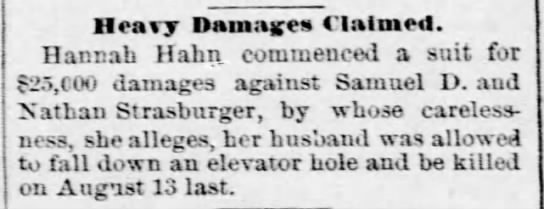 Heavy Damages Claimed.
Hannah Hahn commenced a suit for
$25,000 damages against Samuel D. and
Nathan Strasburger, by whose careless-
ness, she alleges, her husband was allowed
to fall down an elevator hole and be killed
on August 13 last.